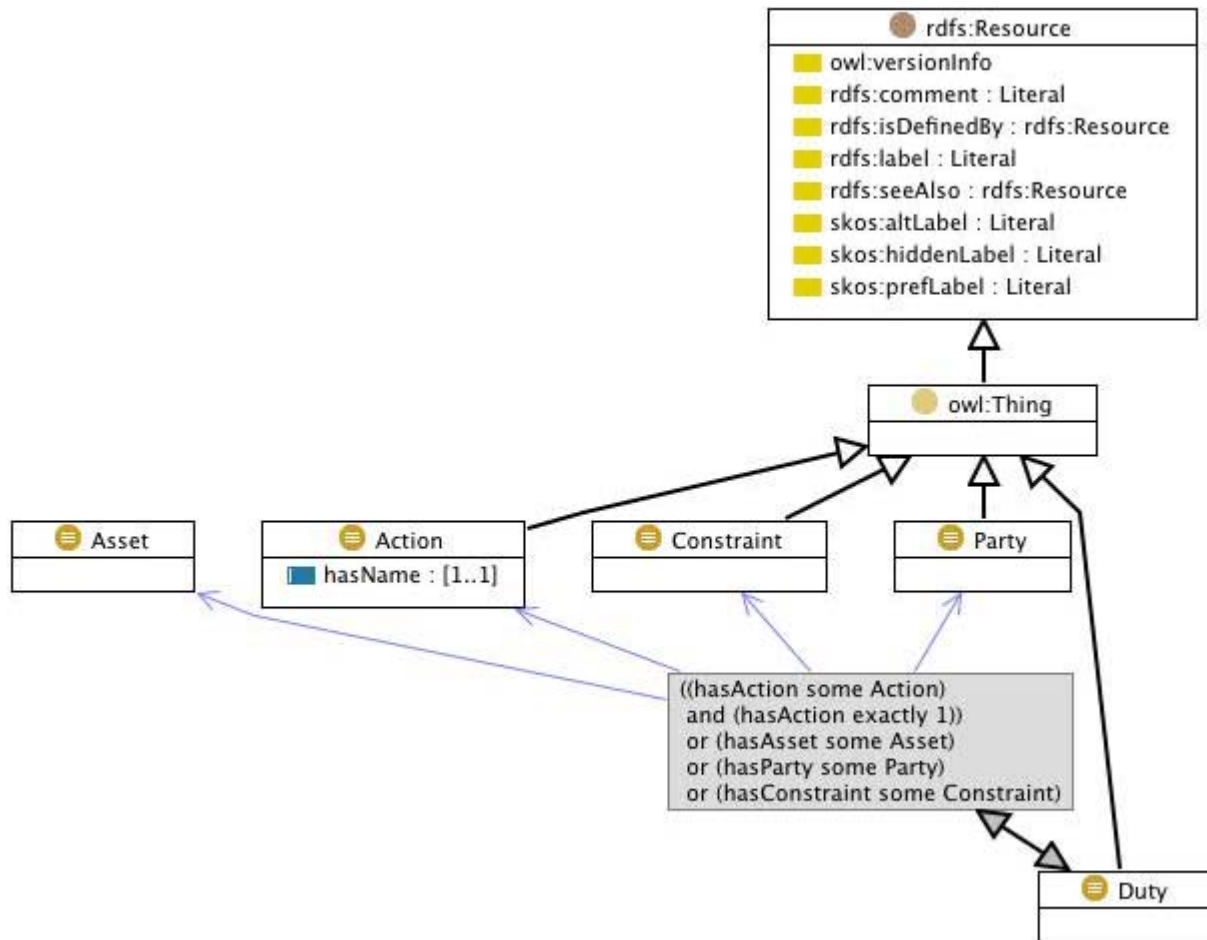 rdfs:Resource
owl:versionInfo
rdfs:comment : Literal
rdfs:isDefinedBy : rdfs:Resource
rdfs:label : Literal
rdfs:seeAlso : rdfs:Resource
skos:altLabel : Literal
skos:hiddenLabel : Literal
skos:prefLabel : Literal
owl:Thing
Asset
Action
hasName : [1..1]
Constraint
Party
((hasAction some Action)
and (hasAction exactly 1))
or (hasAsset some Asset)
or (hasParty some Party)
or (hasConstraint some Constraint)
Duty